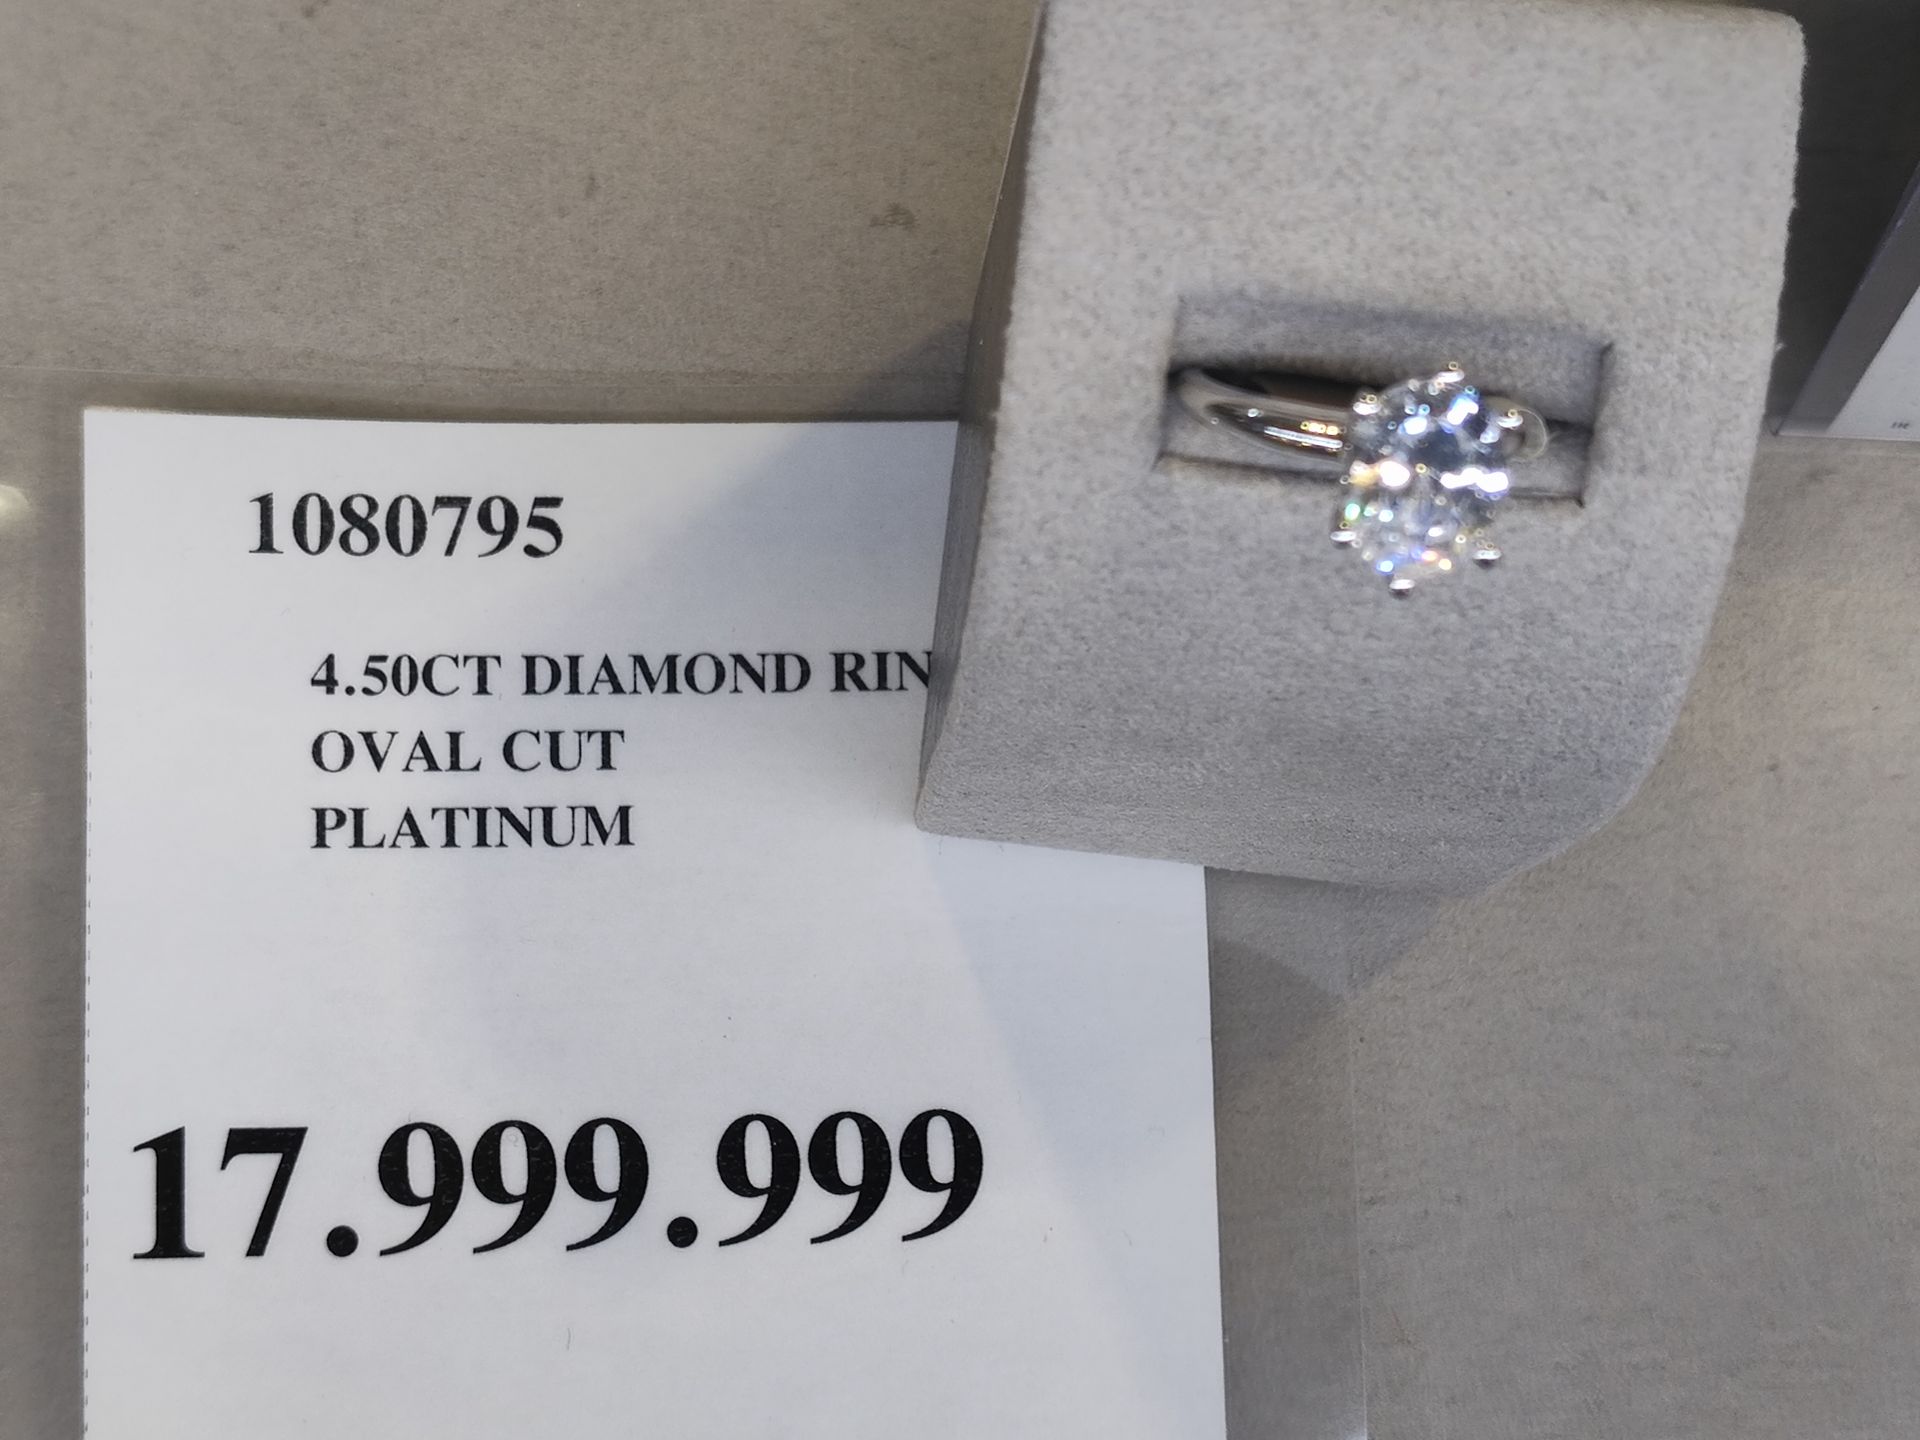 1080795
4.50CT DIAMOND RIN
OVAL CUT
PLATINUM
17.999.999